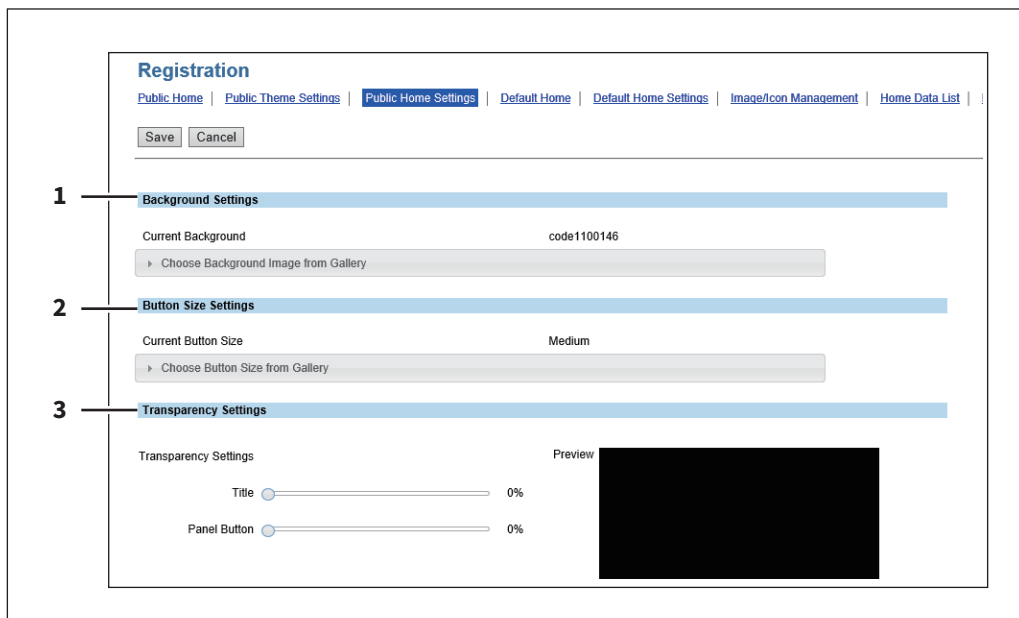 Registration
Public Home | Public Theme Settings | Public Home Settings | Default Home | Default Home Settings | Image/Icon Management | Home Data List |
Save Cancel
1 Background Settings
Current Background code1100146
Choose Background Image from Gallery
2 Button Size Settings
Current Button Size Medium
Choose Button Size from Gallery
3 Transparency Settings
Transparency Settings Preview
Title 0%
Panel Button 0%